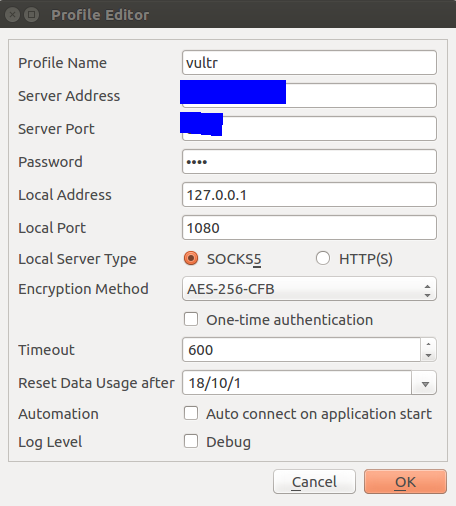 Profile Editor
Profile Name vultr
Server Address
Server Port
Password ••••
Local Address 127.0.0.1
Local Port 1080
Local Server Type SOCKS5 HTTP(S)
Encryption Method AES-256-CFB
One-time authentication
Timeout 600
Reset Data Usage after 18/10/1
Automation Auto connect on application start
Log Level Debug
Cancel OK